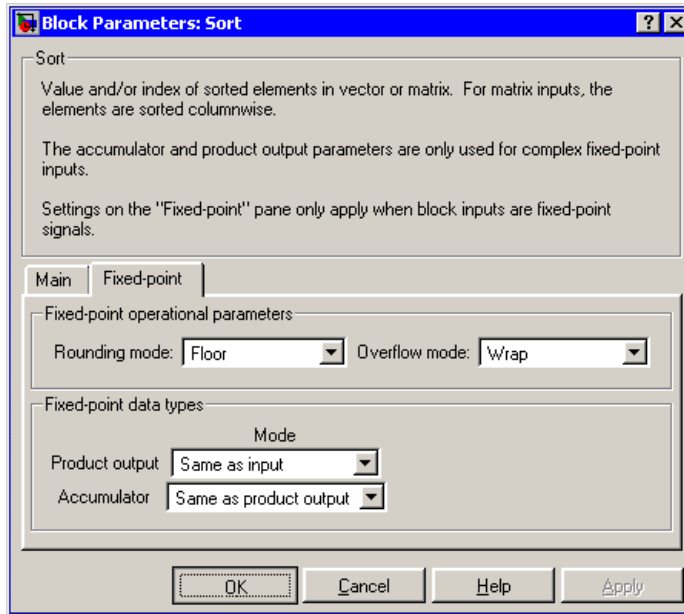 Block Parameters: Sort
Sort
Value and/or index of sorted elements in vector or matrix. For matrix inputs, the
elements are sorted columnwise.
The accumulator and product output parameters are only used for complex fixed-point
inputs.
Settings on the "Fixed-point" pane only apply when block inputs are fixed-point
signals.
Main Fixed-point
Fixed-point operational parameters
Rounding mode: Floor Overflow mode: Wrap
Fixed-point data types
Mode
Product output Same as input
Accumulator Same as product output
OK Cancel Help Apply